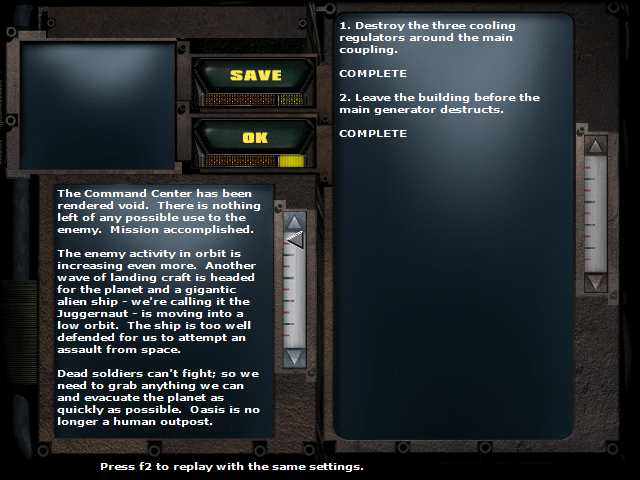 SAVE
OK
The Command Center has been
rendered void.  There is nothing
left of any possible use to the
enemy.  Mission accomplished.
The enemy activity in orbit is
increasing even more.  Another
wave of landing craft is headed
for the planet and a gigantic
alien ship - we're calling it the
Juggernaut - is moving into a
low orbit.  The ship is too well
defended for us to attempt an
assault from space.
Dead soldiers can't fight; so we
need to grab anything we can
and evacuate the planet as
quickly as possible.  Oasis is no
longer a human outpost.
1. Destroy the three cooling
regulators around the main
coupling.
COMPLETE
2. Leave the building before the
main generator destructs.
COMPLETE
Press f2 to replay with the same settings.